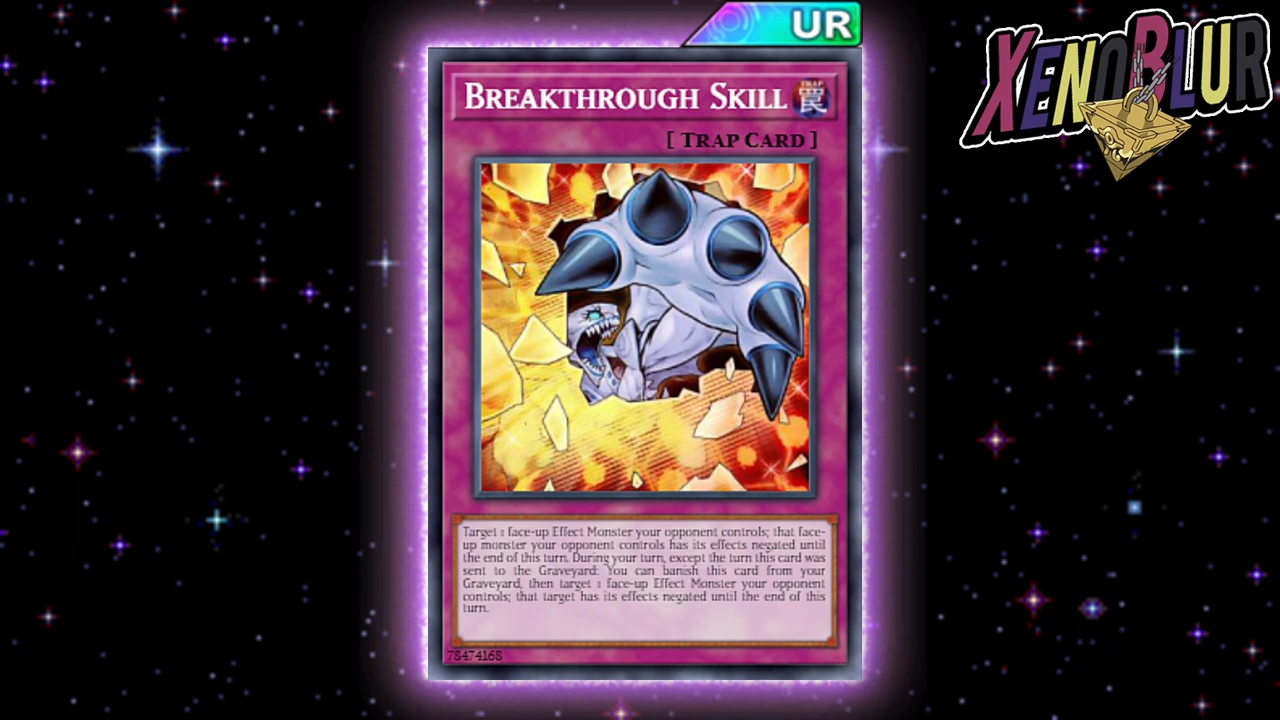 UR
XENOBLUR
BREAKTHROUGH SKILL
TRAP
罠
[ TRAP CARD ]
Target 1 face-up Effect Monster your opponent controls; that face-
up monster your opponent controls has its effects negated until
the end of this turn. During your turn, except the turn this card was
sent to the Graveyard: You can banish this card from your
Graveyard, then target 1 face-up Effect Monster your opponent
controls; that target has its effects negated until the end of this
turn.
78474168